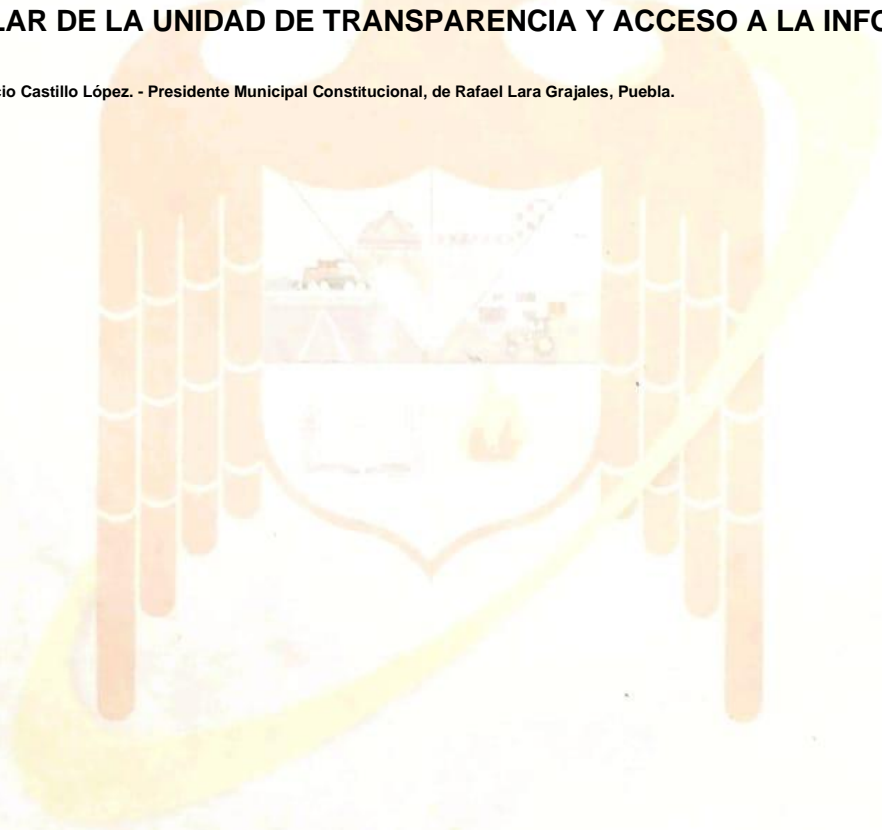 LAR DE LA UNIDAD DE TRANSPARENCIA Y ACCESO A LA INFO
io Castillo López. - Presidente Municipal Constitucional, de Rafael Lara Grajales, Puebla.